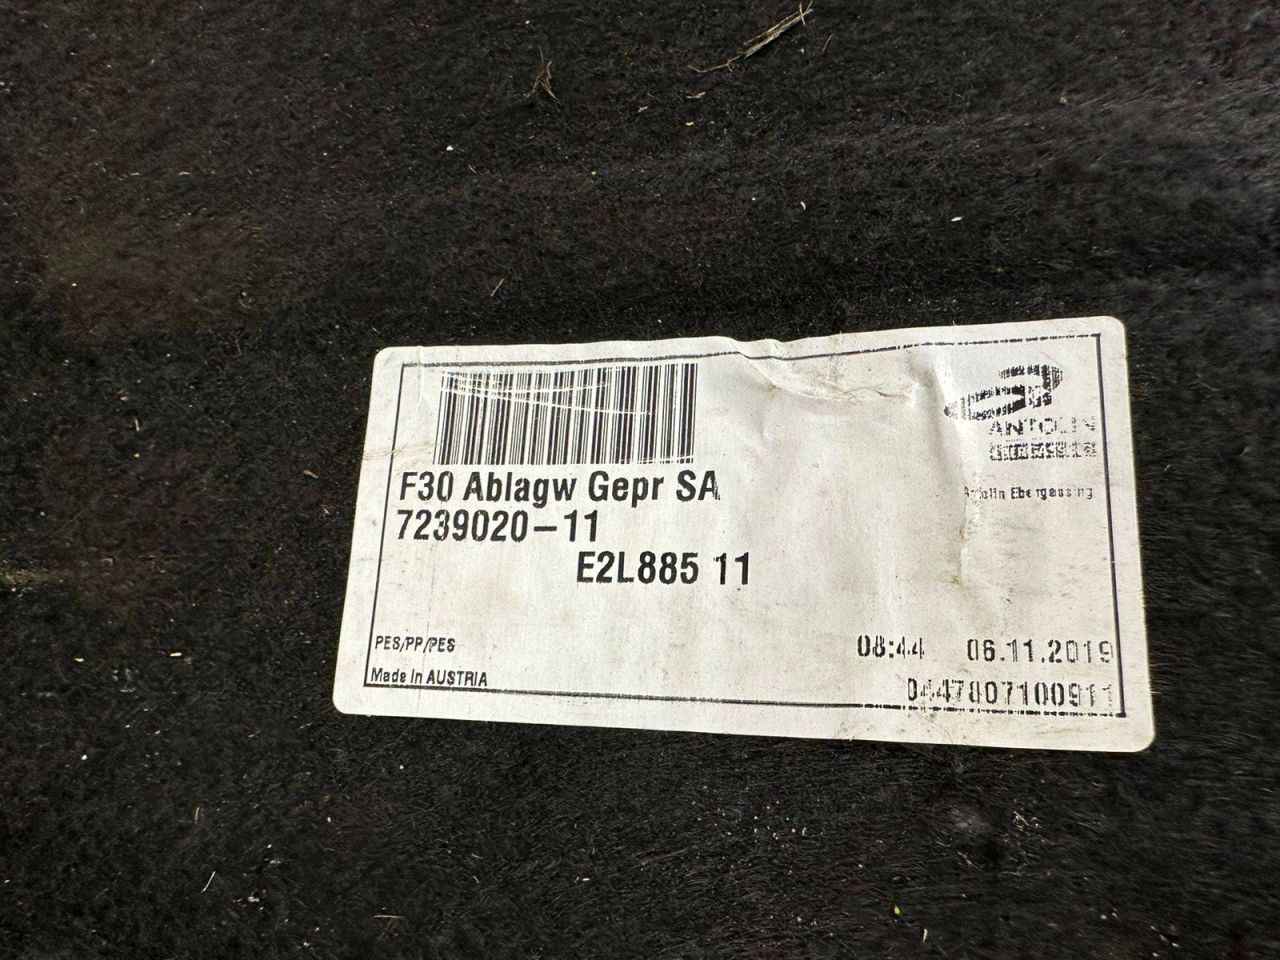 ANTOLIN
F30 Ablagw Gepr SA
Antolin Ebergassing
7239020-11
E2L885 11
PES/PP/PES
08:44 06.11.2019
Made in AUSTRIA
0447807100911